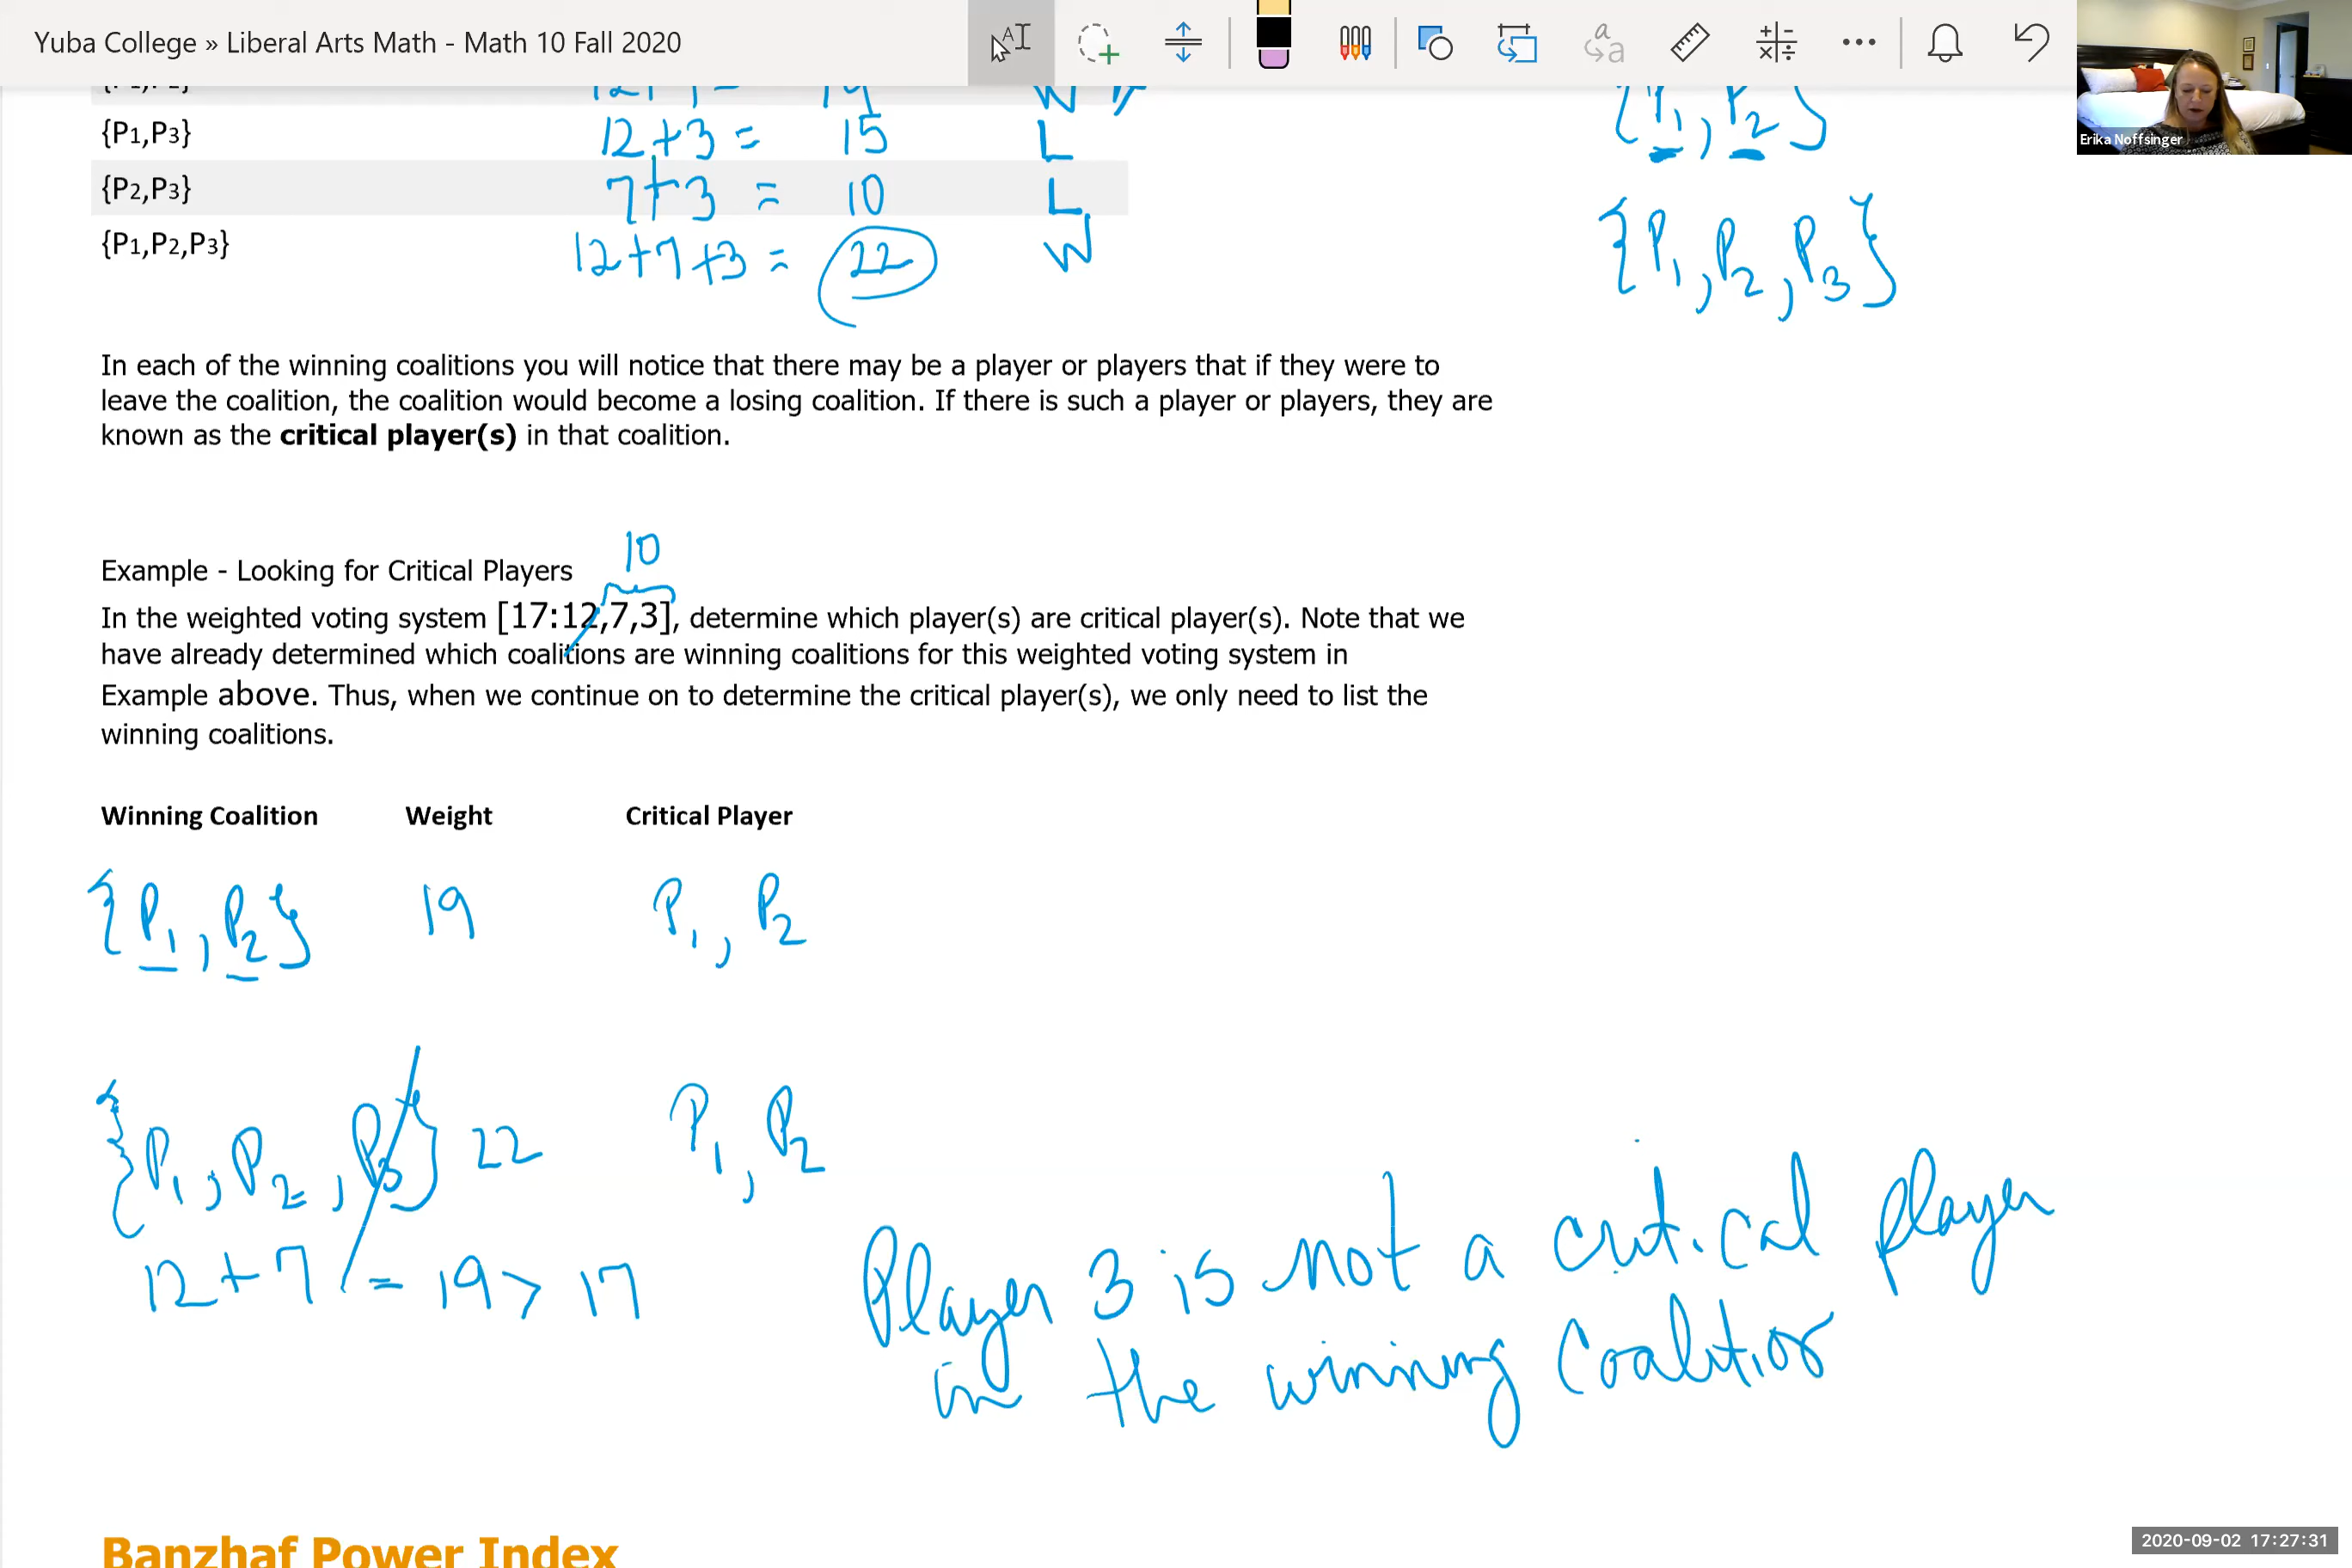 Yuba College » Liberal Arts Math - Math 10 Fall 2020
Erika Noffsinger
{P1,P3} 12+3 = 15 L
{P2,P3} 7+3 = 10 L
{P1,P2,P3} 12+7+3 = 22 W
{P1, P2}
{P1, P2, P3}
In each of the winning coalitions you will notice that there may be a player or players that if they were to
leave the coalition, the coalition would become a losing coalition. If there is such a player or players, they are
known as the critical player(s) in that coalition.
10
Example - Looking for Critical Players
In the weighted voting system [17:12,7,3], determine which player(s) are critical player(s). Note that we
have already determined which coalitions are winning coalitions for this weighted voting system in
Example above. Thus, when we continue on to determine the critical player(s), we only need to list the
winning coalitions.
Winning Coalition Weight Critical Player
{P1, P2} 19 P1, P2
{P1, P2, P3} 22 P1, P2
12+7 = 19 > 17
Player 3 is not a critical player
in the winning coalition
Banzhaf Power Index
2020-09-02 17:27:31